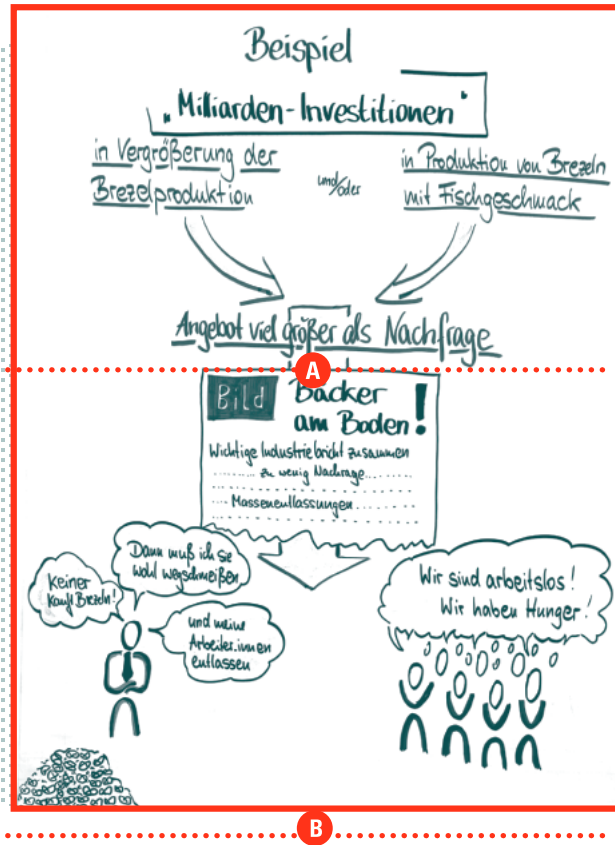 Beispiel
"Milliarden-Investitionen"
in Vergrößerung der
Brezelproduktion
und/oder
in Produktion von Brezeln
mit Fischgeschmack
Angebot viel größer als Nachfrage
A
Bild
Bäcker
am Boden!
Wichtige Industrie bricht zusammen
zu wenig Nachfrage
Massenentlassungen
Keiner
kauft Brezeln!
Dann muß ich sie
wohl wegschmeißen
und meine
Arbeiter.innen
entlassen
Wir sind arbeitslos!
Wir haben Hunger!
B